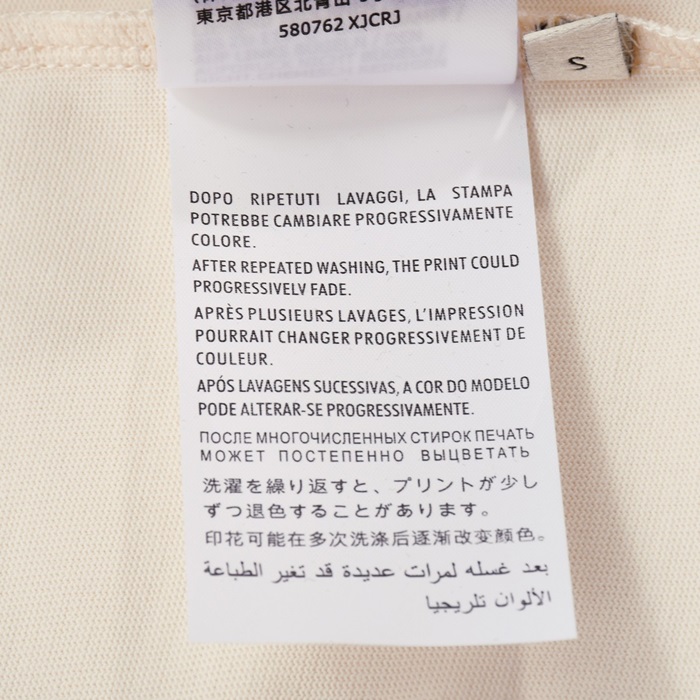 東京都港区北青山
580762 XJCRJ
S
DOPO RIPETUTI LAVAGGI, LA STAMPA
POTREBBE CAMBIARE PROGRESSIVAMENTE
COLORE.
AFTER REPEATED WASHING, THE PRINT COULD
PROGRESSIVELV FADE.
APRÈS PLUSIEURS LAVAGES, L'IMPRESSION
POURRAIT CHANGER PROGRESSIVEMENT DE
COULEUR.
APÓS LAVAGENS SUCESSIVAS, A COR DO MODELO
PODE ALTERAR-SE PROGRESSIVAMENTE.
ПОСЛЕ МНОГОЧИСЛЕННЫХ СТИРОК ПЕЧАТЬ
МОЖЕТ ПОСТЕПЕННО ВЫЦВЕТАТЬ
洗濯を繰り返すと、プリントが少し
ずつ退色することがあります。
印花可能在多次洗涤后逐渐改变颜色。
بعد غسله لمرات عديدة قد تغير الطباعة
الألوان تلريجيا